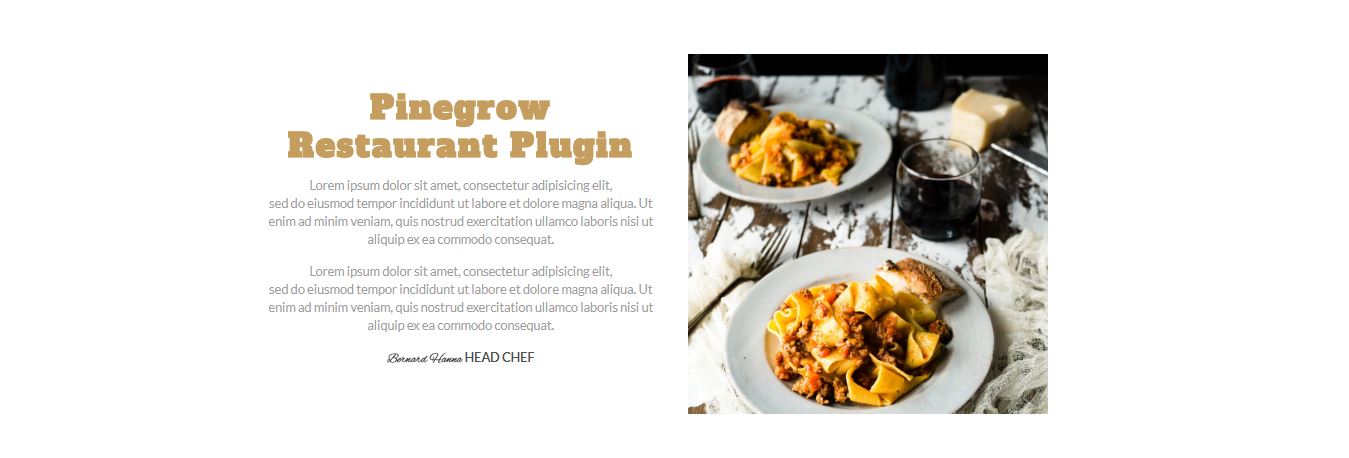 Pinegrow
Restaurant Plugin
Lorem ipsum dolor sit amet, consectetur adipisicing elit,
sed do eiusmod tempor incididunt ut labore et dolore magna aliqua. Ut
enim ad minim veniam, quis nostrud exercitation ullamco laboris nisi ut
aliquip ex ea commodo consequat.
Lorem ipsum dolor sit amet, consectetur adipisicing elit,
sed do eiusmod tempor incididunt ut labore et dolore magna aliqua. Ut
enim ad minim veniam, quis nostrud exercitation ullamco laboris nisi ut
aliquip ex ea commodo consequat.
Bernard Hanna HEAD CHEF